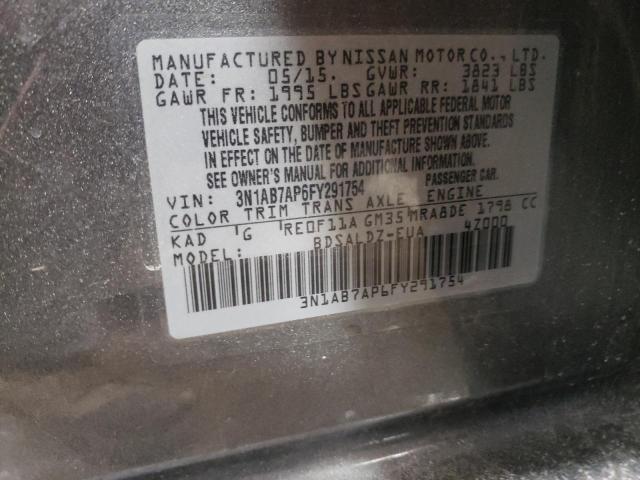 MANUFACTURED BY NISSAN MOTOR CO., LTD.
DATE: 05/15. GVWR: 3823 LBS
GAWR FR: 1995 LBS GAWR RR: 1841 LBS
THIS VEHICLE CONFORMS TO ALL APPLICABLE FEDERAL MOTOR
VEHICLE SAFETY, BUMPER AND THEFT PREVENTION STANDARDS
IN EFFECT ON THE DATE OF MANUFACTURE SHOWN ABOVE.
SEE OWNER'S MANUAL FOR ADDITIONAL INFORMATION.
VIN: 3N1AB7AP6FY291754 PASSENGER CAR.
COLOR TRIM TRANS AXLE ENGINE
KAD G RE0F11A GM35 MRA8DE 1798 CC
MODEL: BDSALDZ-EUA 4Z000
3N1AB7AP6FY291754